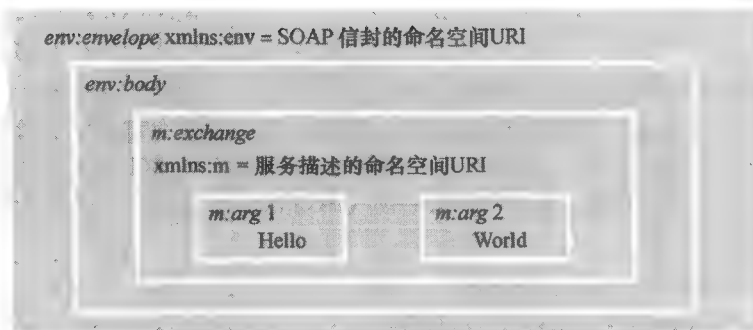 env:envelope xmlns:env = SOAP 信封的命名空间URI
env:body
m:exchange
xmlns:m = 服务描述的命名空间URI
m:arg 1 m:arg 2
Hello World